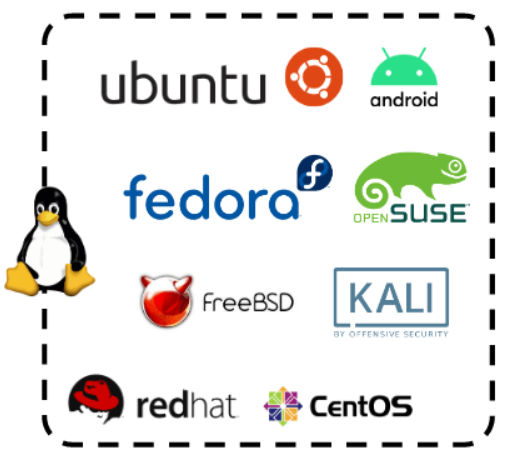 ubuntu
android
fedora
openSUSE
FreeBSD
KALI
BY OFFENSIVE SECURITY
redhat
CentOS